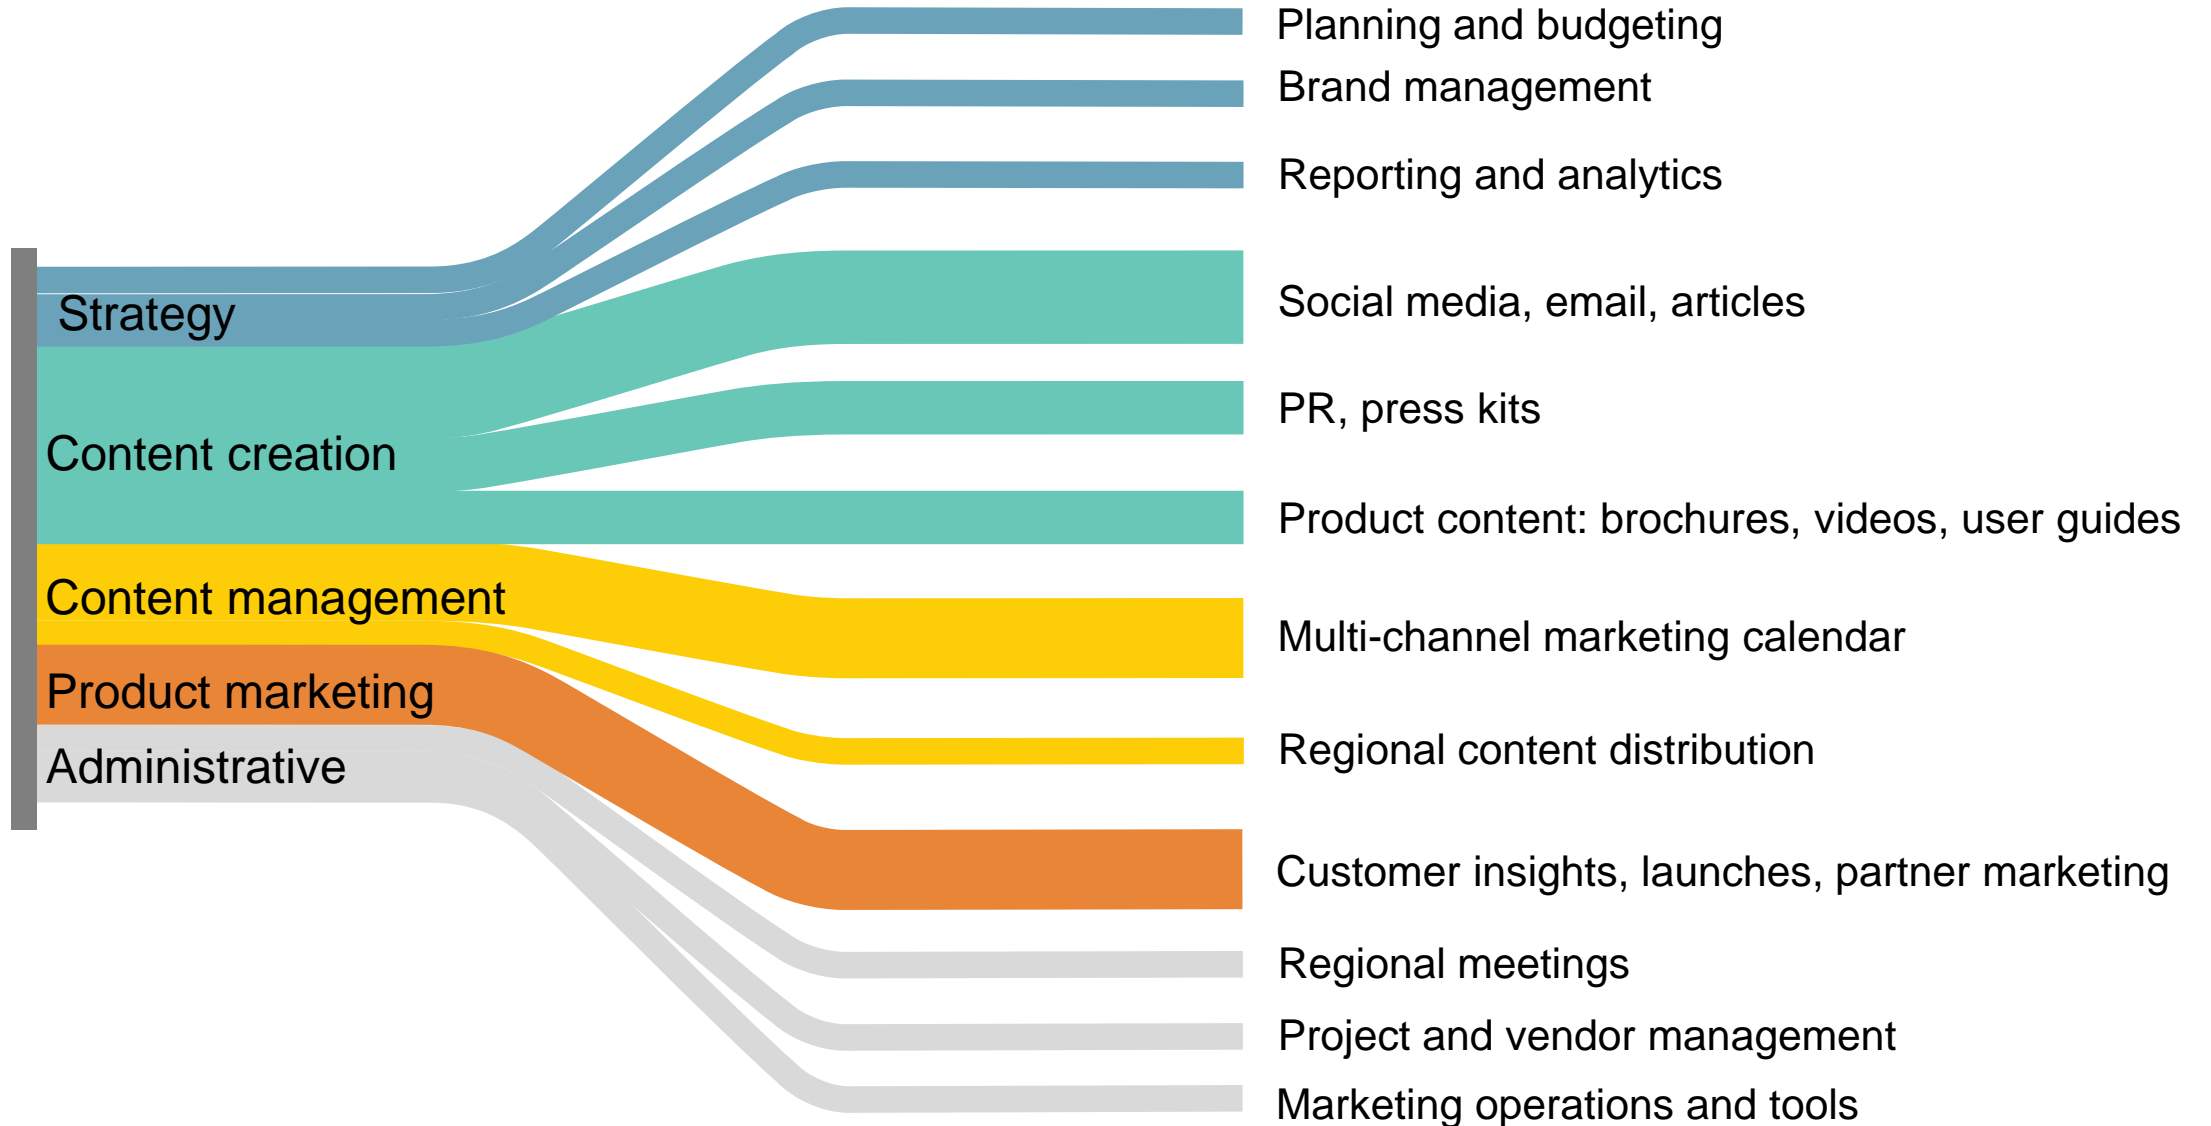 Strategy
Content creation
Content management
Product marketing
Administrative
Planning and budgeting
Brand management
Reporting and analytics
Social media, email, articles
PR, press kits
Product content: brochures, videos, user guides
Multi-channel marketing calendar
Regional content distribution
Customer insights, launches, partner marketing
Regional meetings
Project and vendor management
Marketing operations and tools